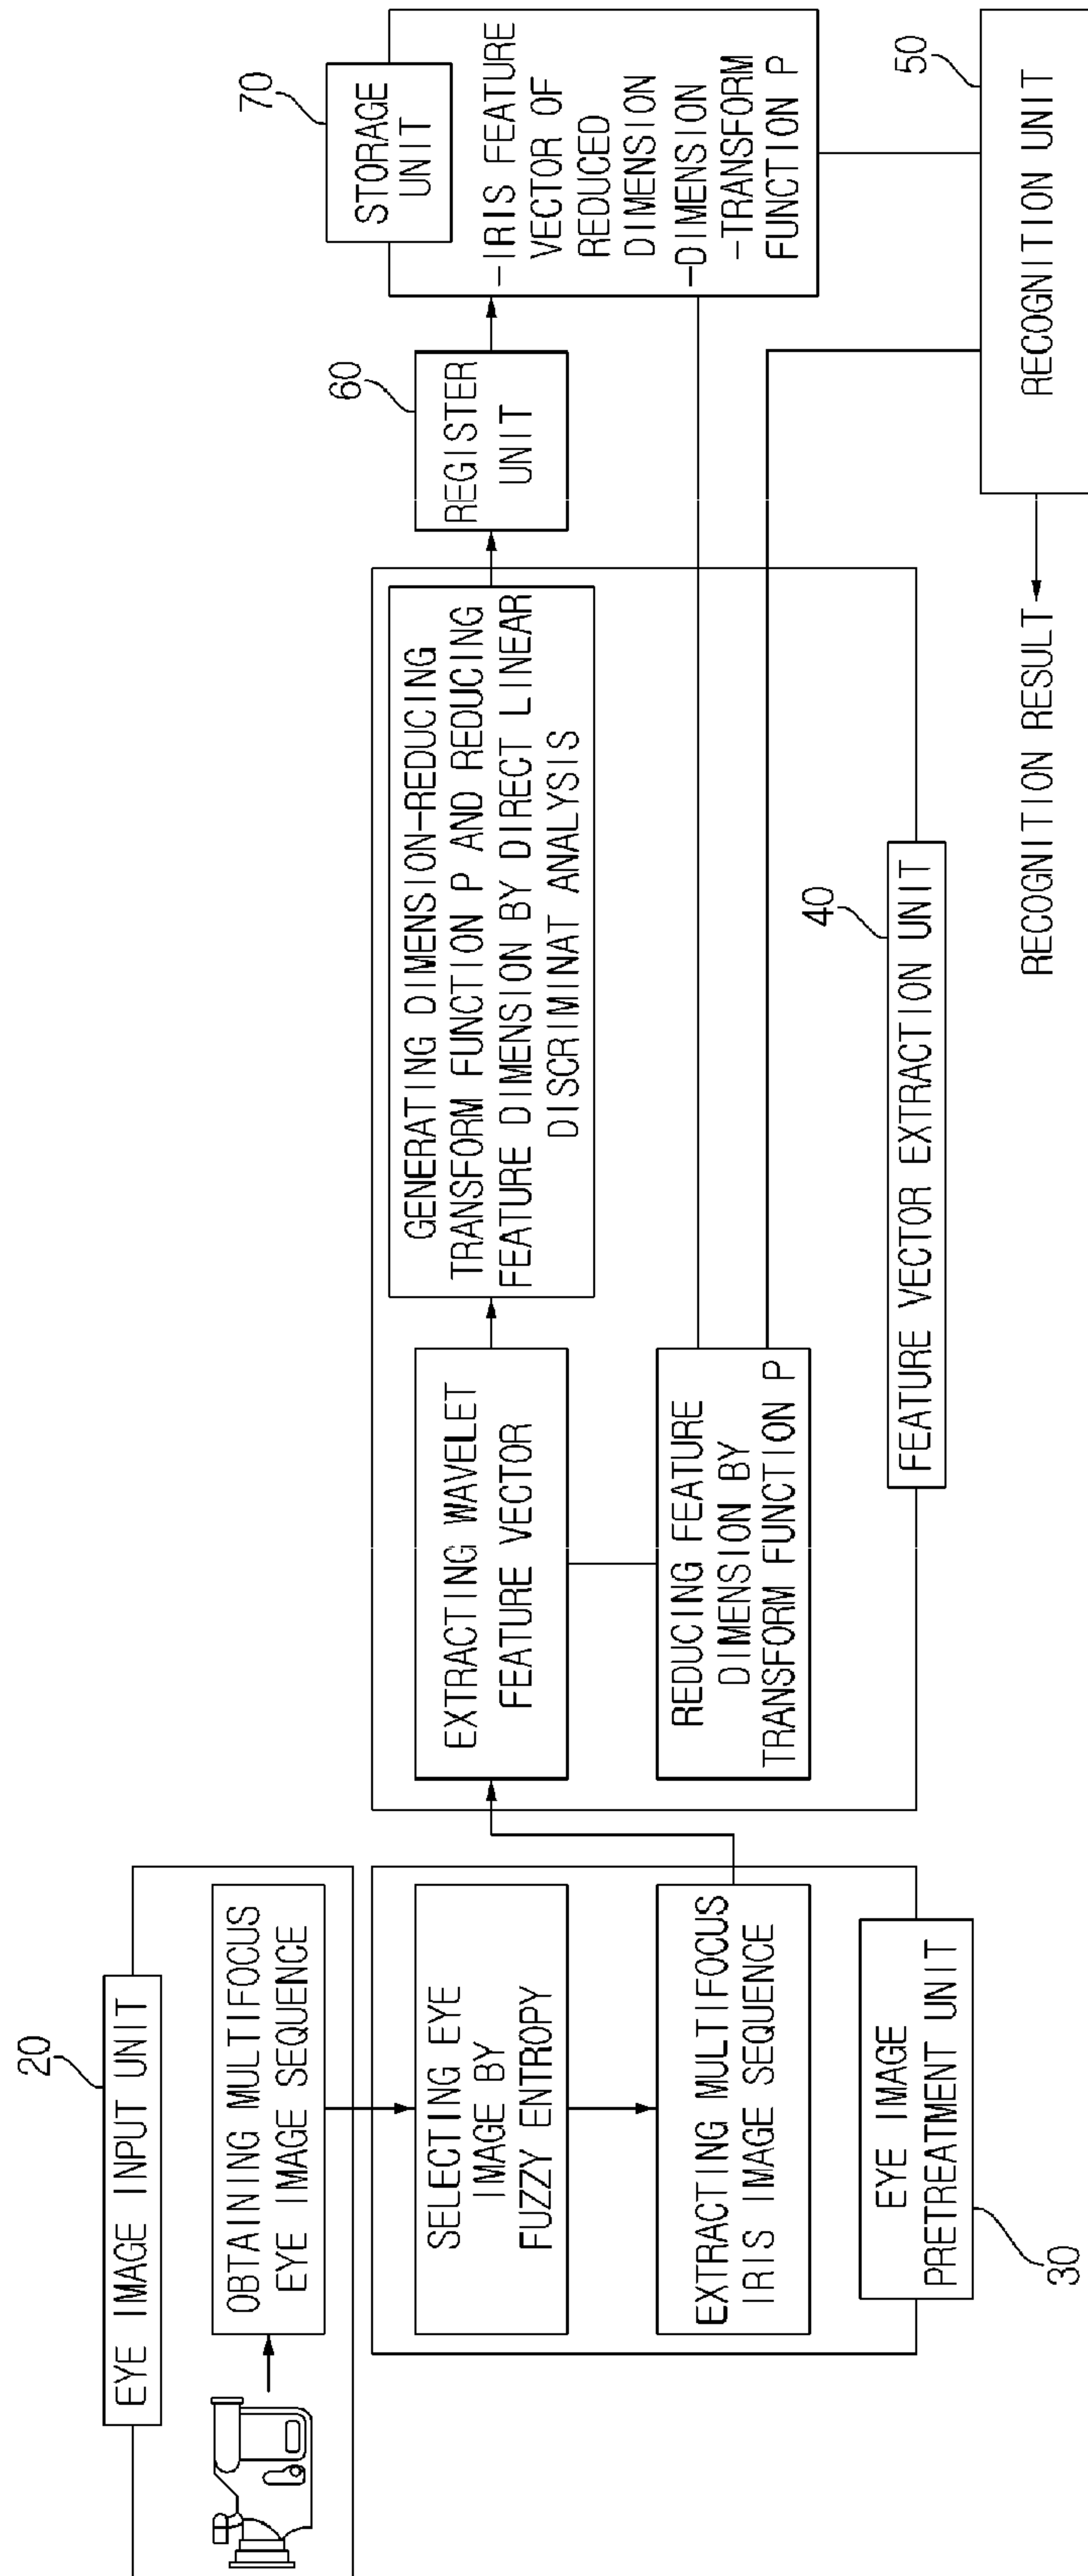 20
EYE IMAGE INPUT UNIT
OBTAINING MULTIFOCUS
EYE IMAGE SEQUENCE
SELECTING EYE
IMAGE BY
FUZZY ENTROPY
EXTRACTING MULTIFOCUS
IRIS IMAGE SEQUENCE
EYE IMAGE
PRETREATMENT UNIT
30
EXTRACTING WAVELET
FEATURE VECTOR
REDUCING FEATURE
DIMENSION BY
TRANSFORM FUNCTION P
GENERATING DIMENSION-REDUCING
TRANSFORM FUNCTION P AND REDUCING
FEATURE DIMENSION BY DIRECT LINEAR
DISCRIMINAT ANALYSIS
40
FEATURE VECTOR EXTRACTION UNIT
60
REGISTER
UNIT
70
STORAGE
UNIT
-IRIS FEATURE
VECTOR OF
REDUCED
DIMENSION
-DIMENSION
-TRANSFORM
FUNCTION P
50
RECOGNITION UNIT
RECOGNITION RESULT